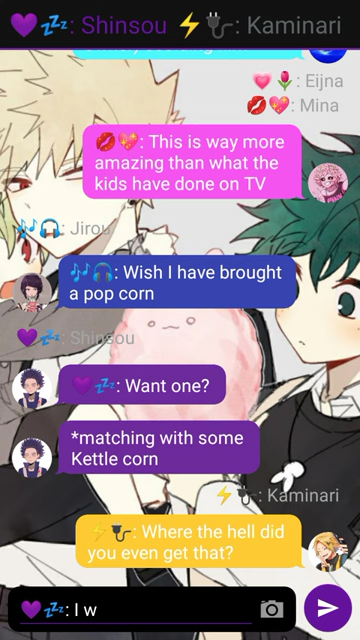 💜💤: Shinsou ⚡🔌: Kaminari
💗🌷: Eijna
💋💖: Mina
💋💖: This is way more
amazing than what the
kids have done on TV
🎶🎧: Jirou
🎶🎧: Wish I have brought
a pop corn
💜💤: Shinsou
💜💤: Want one?
*matching with some
Kettle corn
⚡🔌: Kaminari
⚡🔌: Where the hell did
you even get that?
💜💤: I w